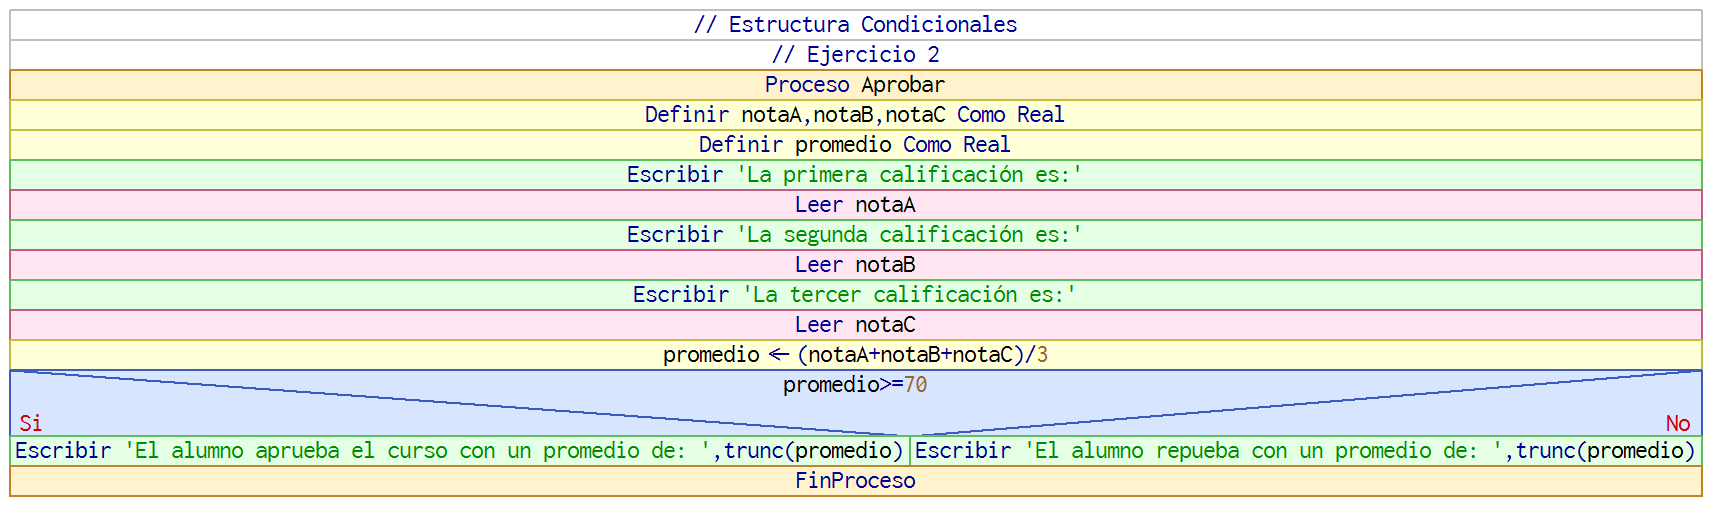 // Estructura Condicionales
// Ejercicio 2
Proceso Aprobar
Definir notaA,notaB,notaC Como Real
Definir promedio Como Real
Escribir 'La primera calificación es:'
Leer notaA
Escribir 'La segunda calificación es:'
Leer notaB
Escribir 'La tercer calificación es:'
Leer notaC
promedio ← (notaA+notaB+notaC)/3
promedio>=70
Si
No
Escribir 'El alumno aprueba el curso con un promedio de: ',trunc(promedio)
Escribir 'El alumno repueba con un promedio de: ',trunc(promedio)
FinProceso